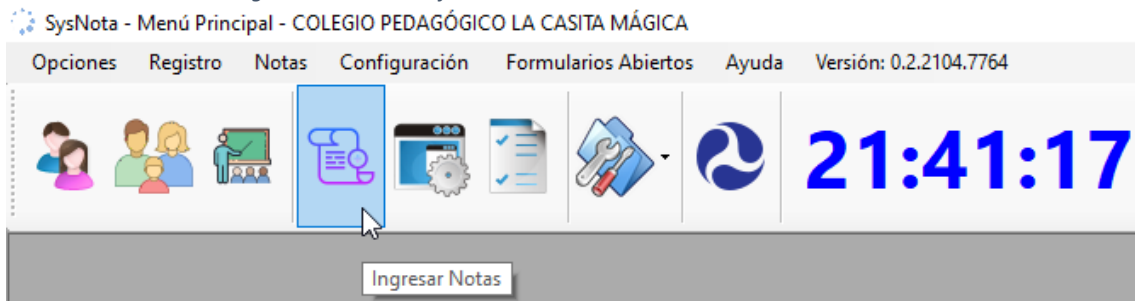 SysNota - Menú Principal - COLEGIO PEDAGÓGICO LA CASITA MÁGICA
Opciones Registro Notas Configuración Formularios Abiertos Ayuda Versión: 0.2.2104.7764
21:41:17
Ingresar Notas